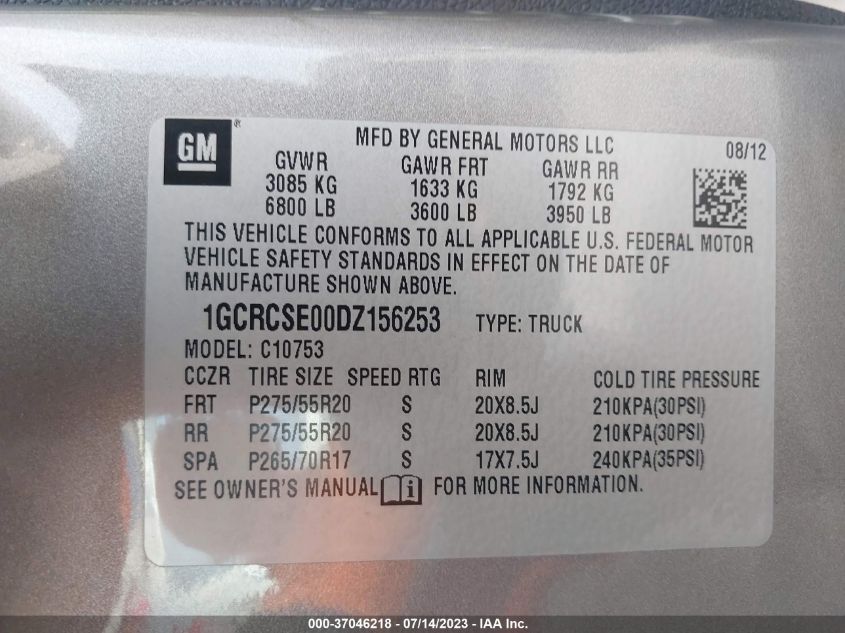 GM®
MFD BY GENERAL MOTORS LLC 08/12
GVWR GAWR FRT GAWR RR
3085 KG 1633 KG 1792 KG
6800 LB 3600 LB 3950 LB
THIS VEHICLE CONFORMS TO ALL APPLICABLE U.S. FEDERAL MOTOR
VEHICLE SAFETY STANDARDS IN EFFECT ON THE DATE OF
MANUFACTURE SHOWN ABOVE.
1GCRCSE00DZ156253 TYPE: TRUCK
MODEL: C10753
CCZR TIRE SIZE SPEED RTG RIM COLD TIRE PRESSURE
FRT P275/55R20 S 20X8.5J 210KPA(30PSI)
RR P275/55R20 S 20X8.5J 210KPA(30PSI)
SPA P265/70R17 S 17X7.5J 240KPA(35PSI)
SEE OWNER'S MANUAL i FOR MORE INFORMATION.
000-37046218 - 07/14/2023 - IAA Inc.